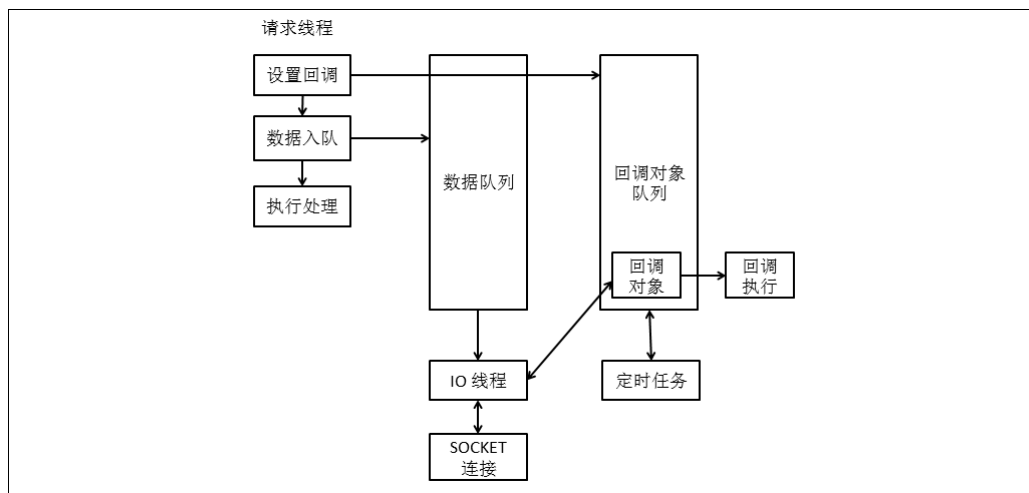 请求线程
设置回调
数据入队
执行处理
数据队列
回调对象
队列
回调
对象
回调
执行
IO 线程
定时任务
SOCKET
连接